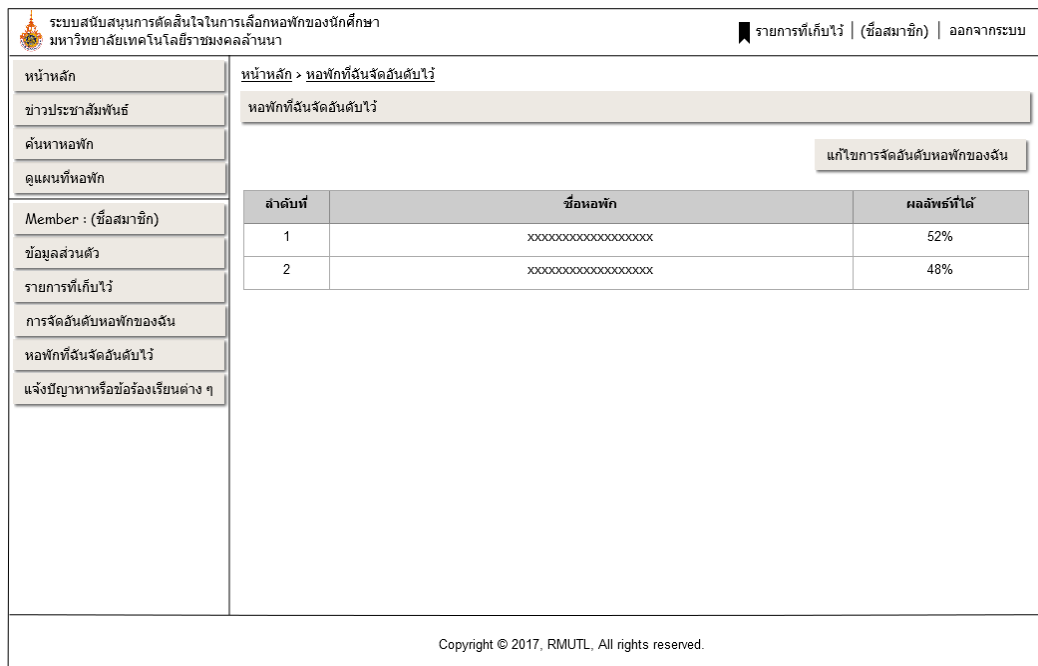 ระบบสนับสนุนการตัดสินใจในการเลือกหอพักของนักศึกษา
มหาวิทยาลัยเทคโนโลยีราชมงคลล้านนา
รายการที่เก็บไว้ | (ชื่อสมาชิก) | ออกจากระบบ
หน้าหลัก
ข่าวประชาสัมพันธ์
ค้นหาหอพัก
ดูแผนที่หอพัก
Member : (ชื่อสมาชิก)
ข้อมูลส่วนตัว
รายการที่เก็บไว้
การจัดอันดับหอพักของฉัน
หอพักที่ฉันจัดอันดับไว้
แจ้งปัญหาหรือข้อร้องเรียนต่าง ๆ
หน้าหลัก > หอพักที่ฉันจัดอันดับไว้
หอพักที่ฉันจัดอันดับไว้
แก้ไขการจัดอันดับหอพักของฉัน
ลำดับที่ ชื่อหอพัก ผลลัพธ์ที่ได้
1 xxxxxxxxxxxxxxxxxx 52%
2 xxxxxxxxxxxxxxxxxx 48%
Copyright © 2017, RMUTL, All rights reserved.